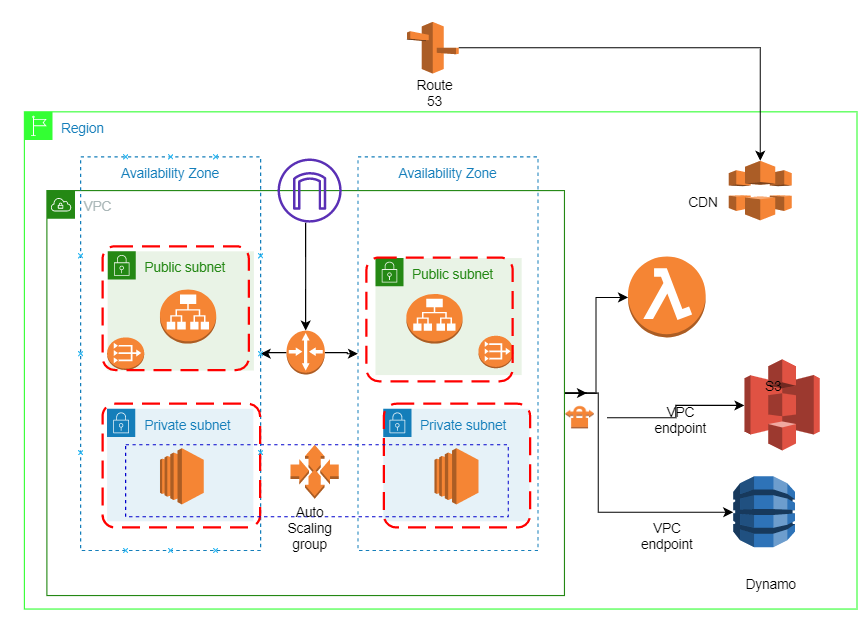 Route
53
Region
Availability Zone
Availability Zone
CDN
VPC
Public subnet
Public subnet
S3
Private subnet
Private subnet
VPC
endpoint
Auto
Scaling
group
VPC
endpoint
Dynamo